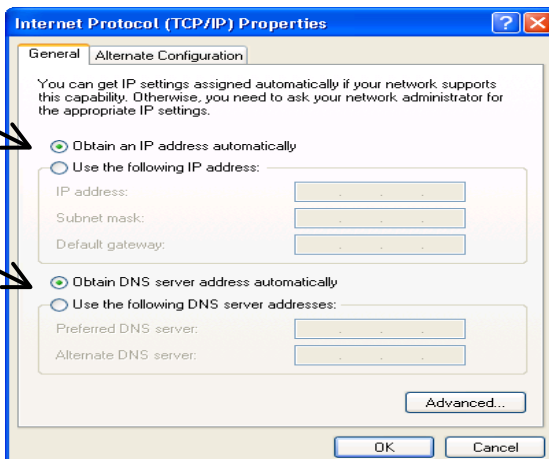 Internet Protocol (TCP/IP) Properties
General
Alternate Configuration
You can get IP settings assigned automatically if your network supports
this capability. Otherwise, you need to ask your network administrator for
the appropriate IP settings.
Obtain an IP address automatically
Use the following IP address:
IP address:
Subnet mask:
Default gateway:
Obtain DNS server address automatically
Use the following DNS server addresses:
Preferred DNS server:
Alternate DNS server:
Advanced...
OK
Cancel